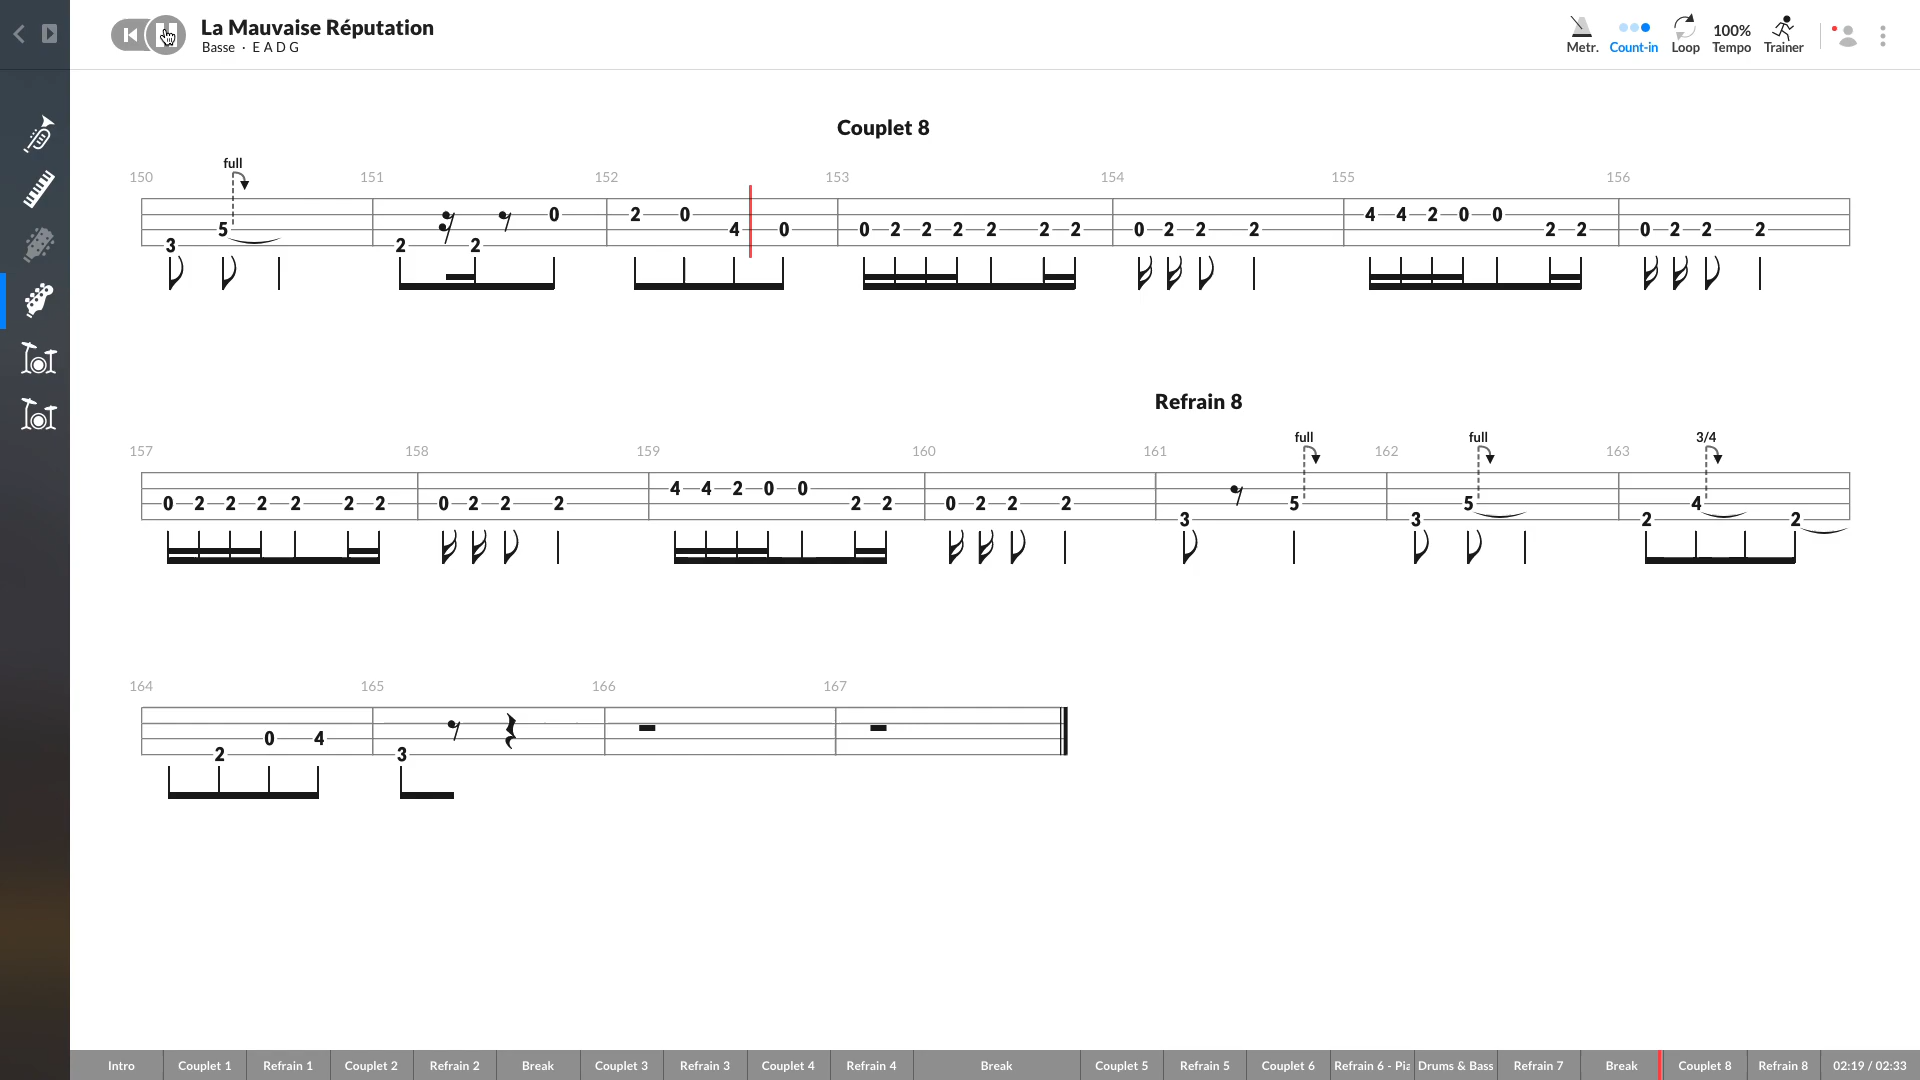 La Mauvaise Réputation
Basse · E A D G
Metr.
Count-in
Loop
100%
Tempo
Trainer
Couplet 8
full
150 151 152 153 154 155 156
3 5 2 2 0 2 0 4 0 0 2 2 2 2 2 2 0 2 2 2 4 4 2 0 0 2 2 0 2 2 2
Refrain 8
full full 3/4
157 158 159 160 161 162 163
0 2 2 2 2 2 2 0 2 2 2 4 4 2 0 0 2 2 0 2 2 2 3 5 3 5 2 4 2
164 165 166 167
2 0 4 3
Intro Couplet 1 Refrain 1 Couplet 2 Refrain 2 Break Couplet 3 Refrain 3 Couplet 4 Refrain 4 Break Couplet 5 Refrain 5 Couplet 6 Refrain 6 - Pia Drums & Bass Refrain 7 Break Couplet 8 Refrain 8 02:19 / 02:33